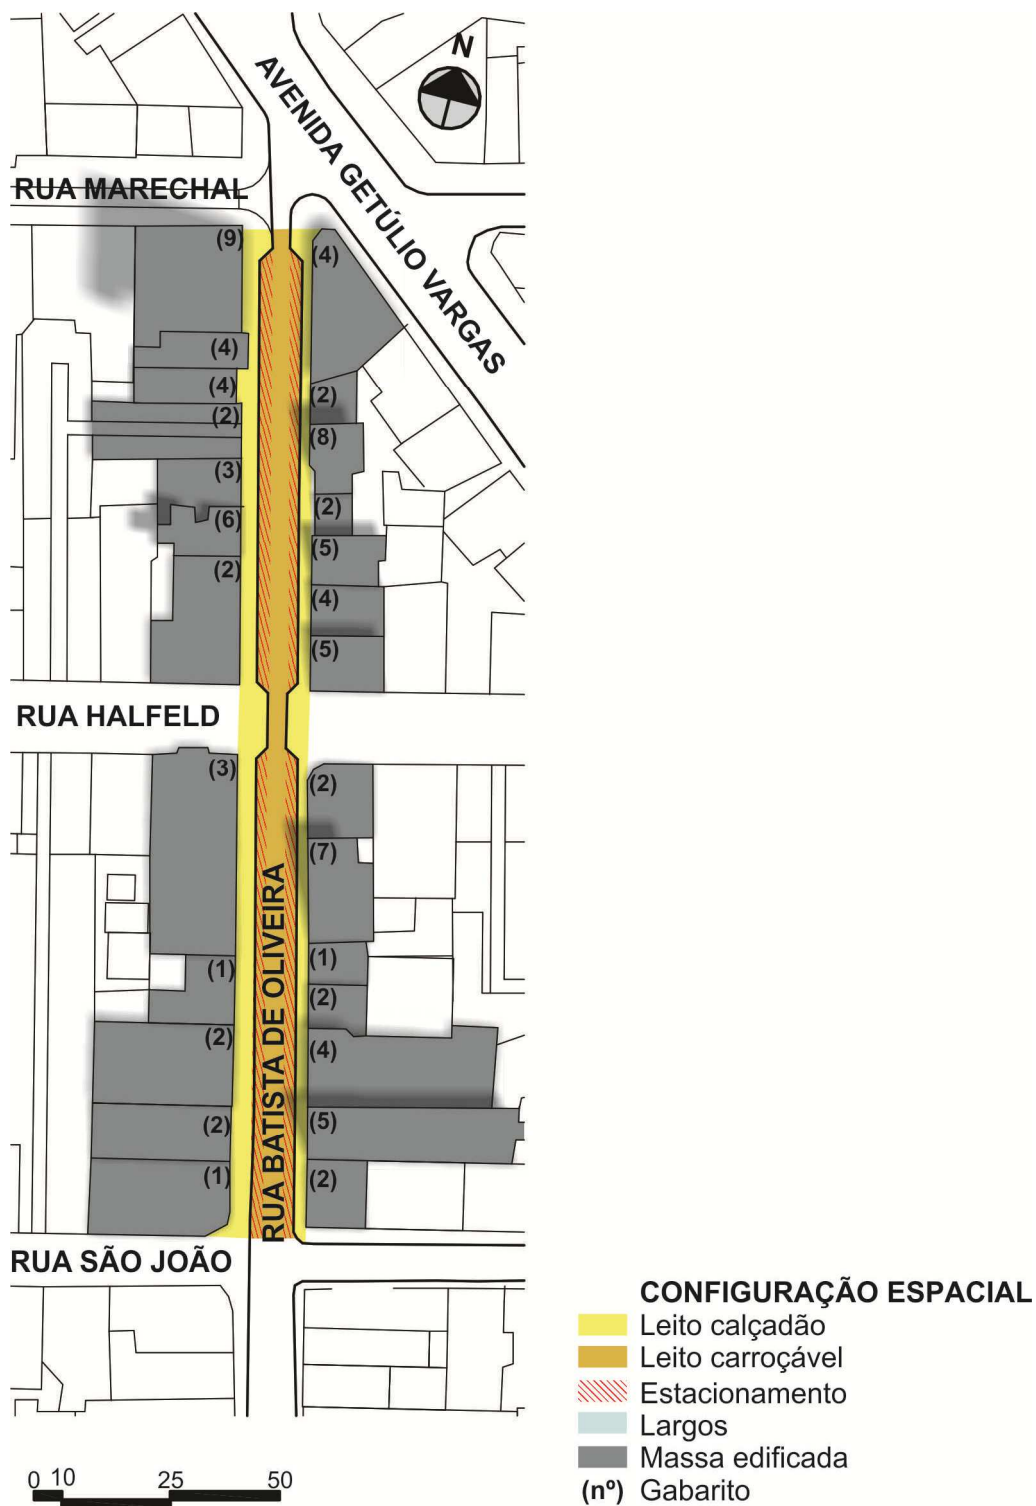 N
AVENIDA GETÚLIO VARGAS
RUA MARECHAL
(9)
(4)
(4)
(4)
(2)
(2)
(8)
(3)
(2)
(6)
(5)
(2)
(4)
(5)
RUA HALFELD
(3)
(2)
(7)
RUA BATISTA DE OLIVEIRA
(1)
(1)
(2)
(2)
(4)
(2)
(5)
(1)
(2)
RUA SÃO JOÃO
CONFIGURAÇÃO ESPACIAL
Leito calçadão
Leito carroçável
Estacionamento
Largos
Massa edificada
(nº) Gabarito
0 10 25 50